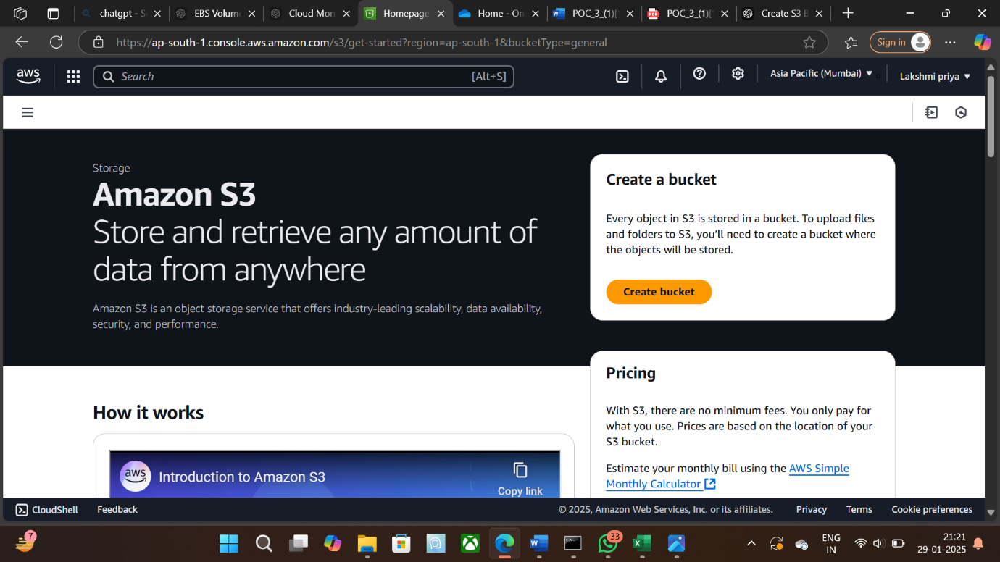 chatgpt - S
EBS Volum
Cloud Mon
Homepage
Home - On
POC_3_(1)[
PDF
POC_3_(1)[
Create S3 B
https://ap-south-1.console.aws.amazon.com/s3/get-started?region=ap-south-1&bucketType=general
Sign in
aws
Search
[Alt+S]
Asia Pacific (Mumbai)
Lakshmi priya
Storage
Amazon S3
Store and retrieve any amount of
data from anywhere
Amazon S3 is an object storage service that offers industry-leading scalability, data availability,
security, and performance.
Create a bucket
Every object in S3 is stored in a bucket. To upload files
and folders to S3, you’ll need to create a bucket where
the objects will be stored.
Create bucket
Pricing
With S3, there are no minimum fees. You only pay for
what you use. Prices are based on the location of your
S3 bucket.
Estimate your monthly bill using the AWS Simple
Monthly Calculator
How it works
aws
Introduction to Amazon S3
Copy link
CloudShell
Feedback
© 2025, Amazon Web Services, Inc. or its affiliates.
Privacy
Terms
Cookie preferences
7
33
ENG
IN
21:21
29-01-2025